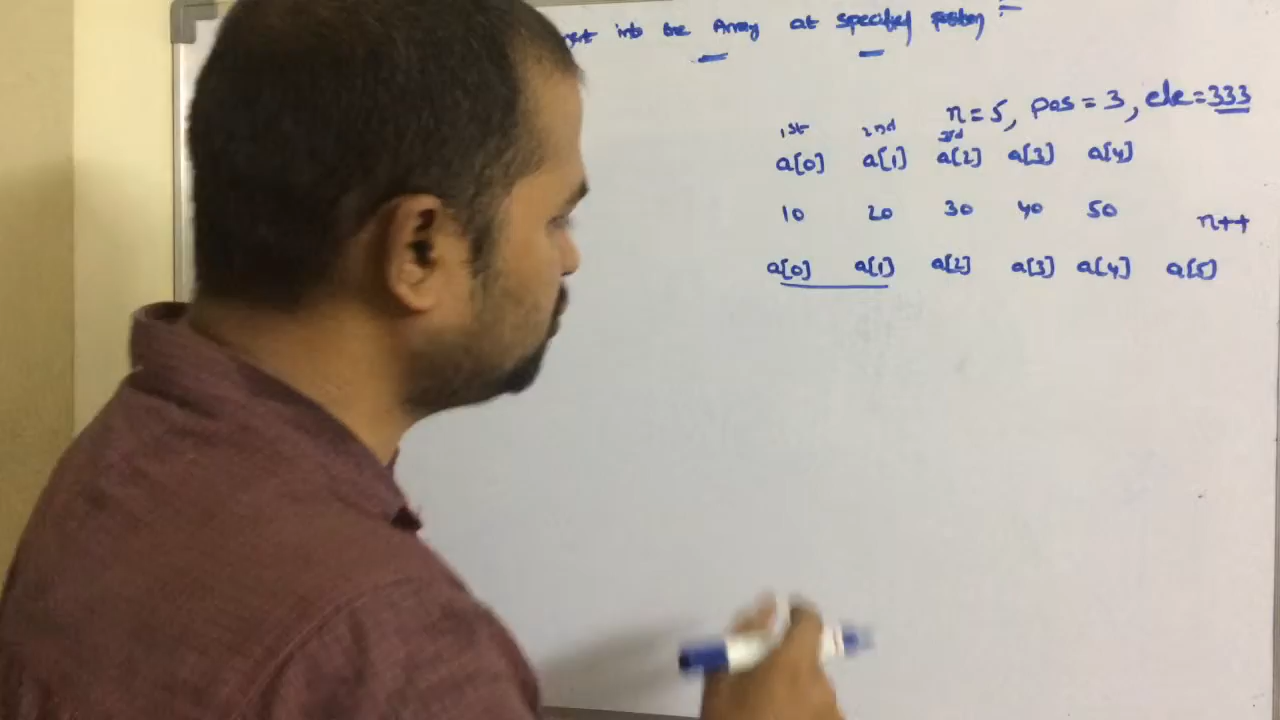 into the Array at specified :-
n=5, pos=3, ele=333
1st 2nd 3rd
a[0] a[1] a[2] a[3] a[4]
10 20 30 40 50
n++
a[0] a[1] a[2] a[3] a[4] a[5]